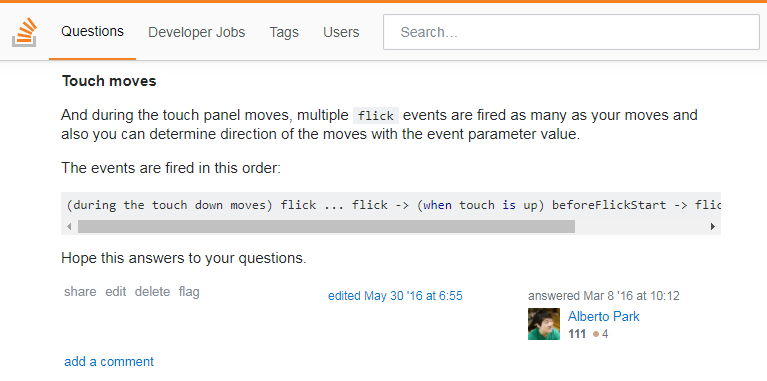 Questions Developer Jobs Tags Users Search...
Touch moves
And during the touch panel moves, multiple flick events are fired as many as your moves and
also you can determine direction of the moves with the event parameter value.
The events are fired in this order:
(during the touch down moves) flick ... flick -> (when touch is up) beforeFlickStart -> flic
Hope this answers to your questions.
share edit delete flag
edited May 30 '16 at 6:55
answered Mar 8 '16 at 10:12
Alberto Park
111 ●4
add a comment